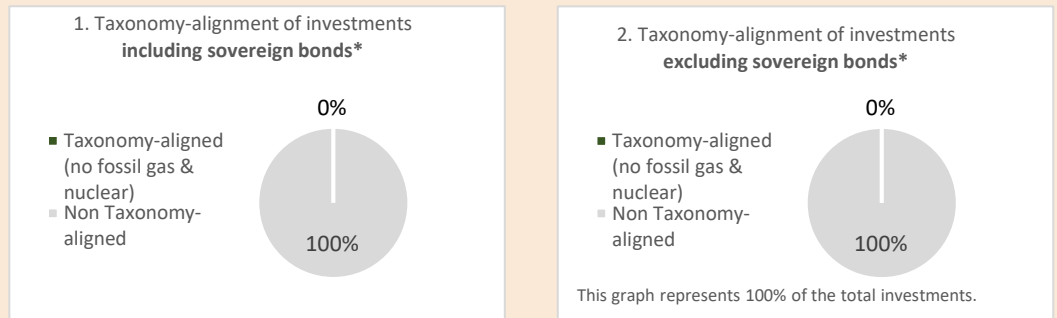 1. Taxonomy-alignment of investments
including sovereign bonds*
0%
Taxonomy-aligned
(no fossil gas &
nuclear)
Non Taxonomy-
aligned
100%
2. Taxonomy-alignment of investments
excluding sovereign bonds*
0%
Taxonomy-aligned
(no fossil gas &
nuclear)
Non Taxonomy-
aligned
100%
This graph represents 100% of the total investments.